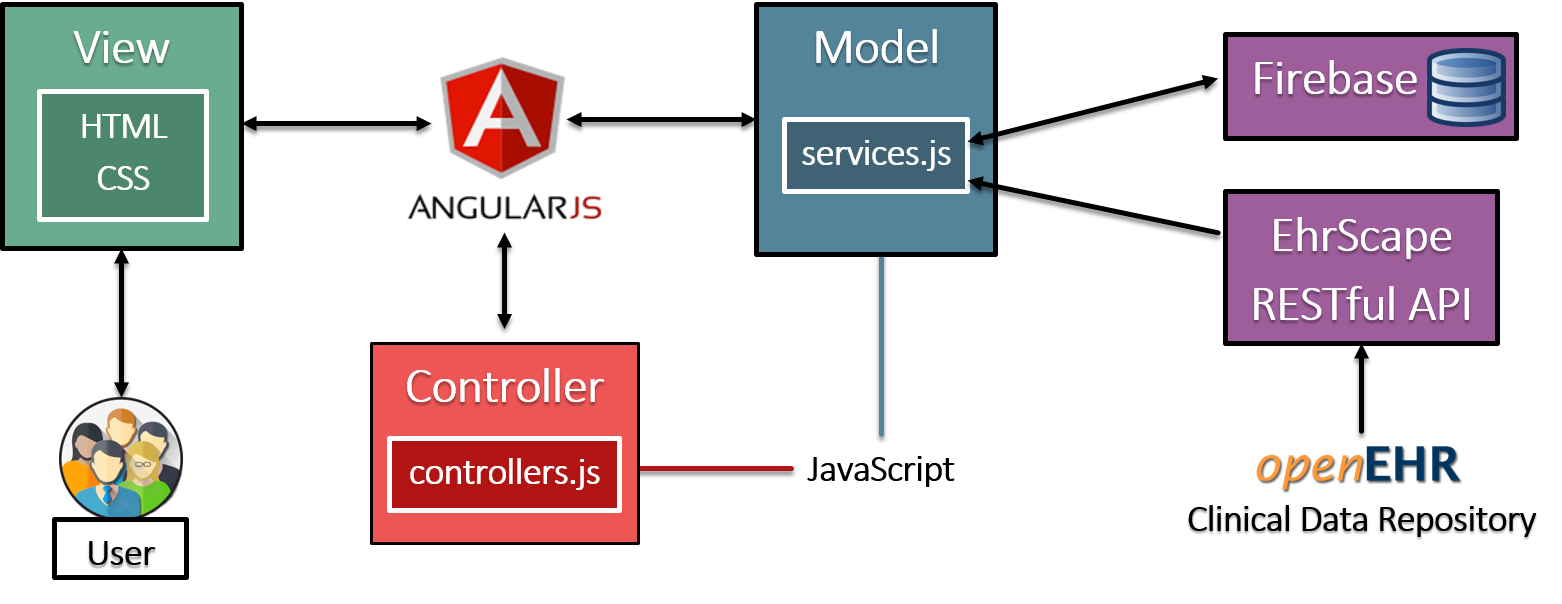 View
HTML
CSS
User
A
ANGULARJS
Controller
controllers.js
Model
services.js
JavaScript
Firebase
EhrScape
RESTful API
openEHR
Clinical Data Repository